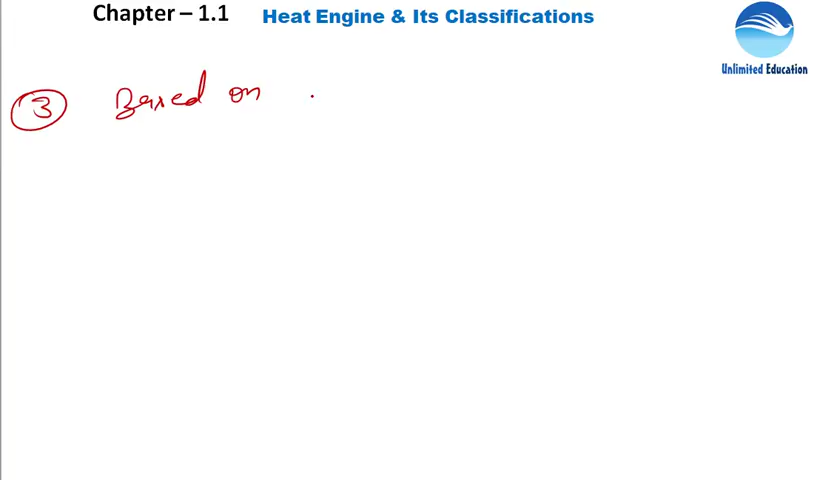 Chapter – 1.1 Heat Engine & Its Classifications
Unlimited Education
3 Based on